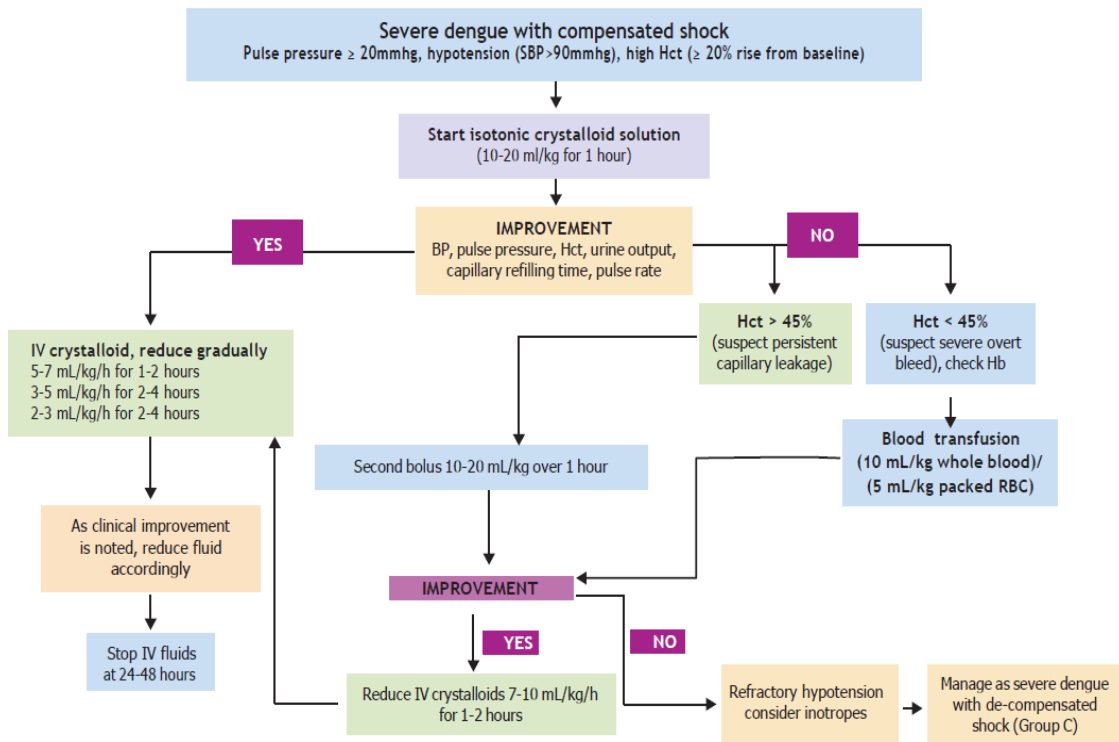 Severe dengue with compensated shock
Pulse pressure ≥ 20mmhg, hypotension (SBP>90mmhg), high Hct (≥ 20% rise from baseline)
Start isotonic crystalloid solution
(10-20 ml/kg for 1 hour)
IMPROVEMENT
BP, pulse pressure, Hct, urine output,
capillary refilling time, pulse rate
YES
NO
IV crystalloid, reduce gradually
5-7 mL/kg/h for 1-2 hours
3-5 mL/kg/h for 2-4 hours
2-3 mL/kg/h for 2-4 hours
Hct > 45%
(suspect persistent
capillary leakage)
Hct < 45%
(suspect severe overt
bleed), check Hb
Second bolus 10-20 mL/kg over 1 hour
Blood transfusion
(10 mL/kg whole blood)/
(5 mL/kg packed RBC)
As clinical improvement
is noted, reduce fluid
accordingly
IMPROVEMENT
YES
NO
Stop IV fluids
at 24-48 hours
Reduce IV crystalloids 7-10 mL/kg/h
for 1-2 hours
Refractory hypotension
consider inotropes
Manage as severe dengue
with de-compensated
shock (Group C)